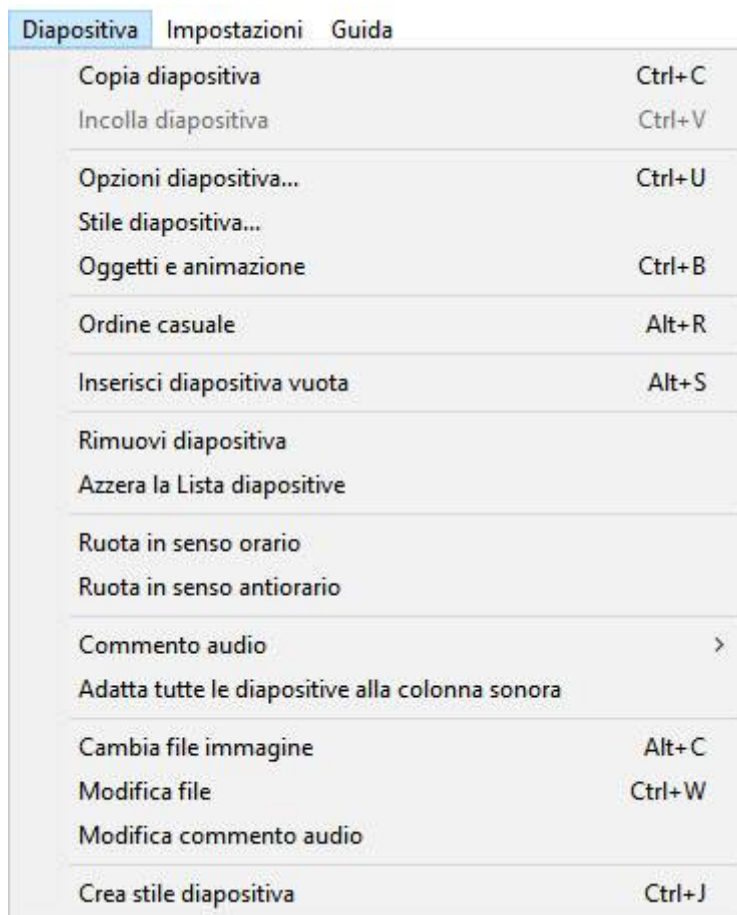 Diapositiva Impostazioni Guida
Copia diapositiva Ctrl+C
Incolla diapositiva Ctrl+V
Opzioni diapositiva... Ctrl+U
Stile diapositiva...
Oggetti e animazione Ctrl+B
Ordine casuale Alt+R
Inserisci diapositiva vuota Alt+S
Rimuovi diapositiva
Azzera la Lista diapositive
Ruota in senso orario
Ruota in senso antiorario
Commento audio >
Adatta tutte le diapositive alla colonna sonora
Cambia file immagine Alt+C
Modifica file Ctrl+W
Modifica commento audio
Crea stile diapositiva Ctrl+J